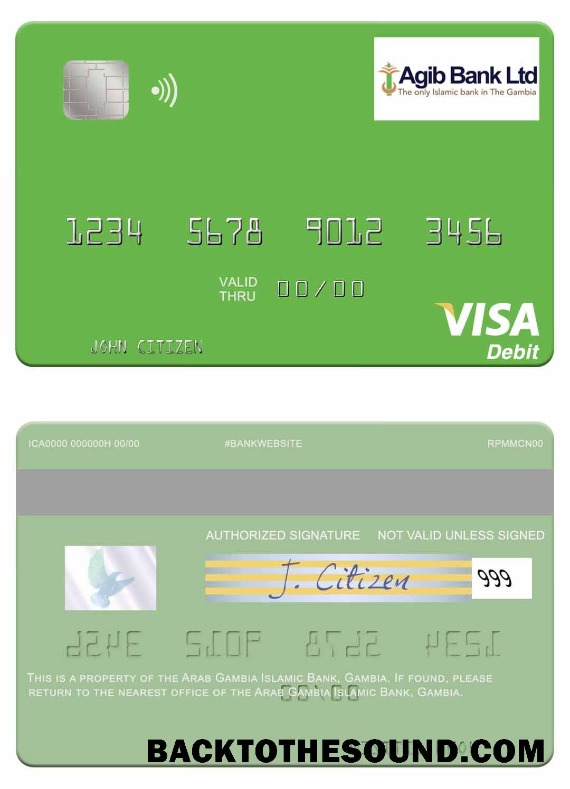 Agib Bank Ltd
The only Islamic bank in The Gambia
1234 5678 9012 3456
VALID THRU 00/00
VISA
Debit
JOHN CITIZEN
ICA0000 000000H 00/00 #BANKWEBSITE RPMMCN00
AUTHORIZED SIGNATURE NOT VALID UNLESS SIGNED
J. Citizen 999
THIS IS A PROPERTY OF THE ARAB GAMBIA ISLAMIC BANK, GAMBIA. IF FOUND, PLEASE
RETURN TO THE NEAREST OFFICE OF THE ARAB GAMBIA ISLAMIC BANK, GAMBIA.
BACKTOTHESOUND.COM